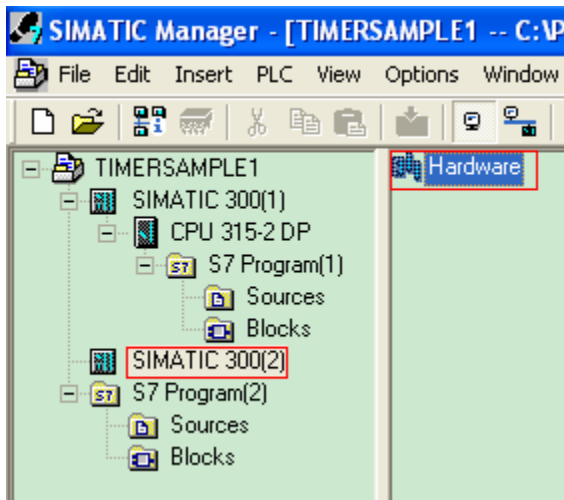 SIMATIC Manager - [TIMERSAMPLE1 -- C:\P
File Edit Insert PLC View Options Window
TIMERSAMPLE1
Hardware
SIMATIC 300(1)
CPU 315-2 DP
S7 Program(1)
Sources
Blocks
SIMATIC 300(2)
S7 Program(2)
Sources
Blocks